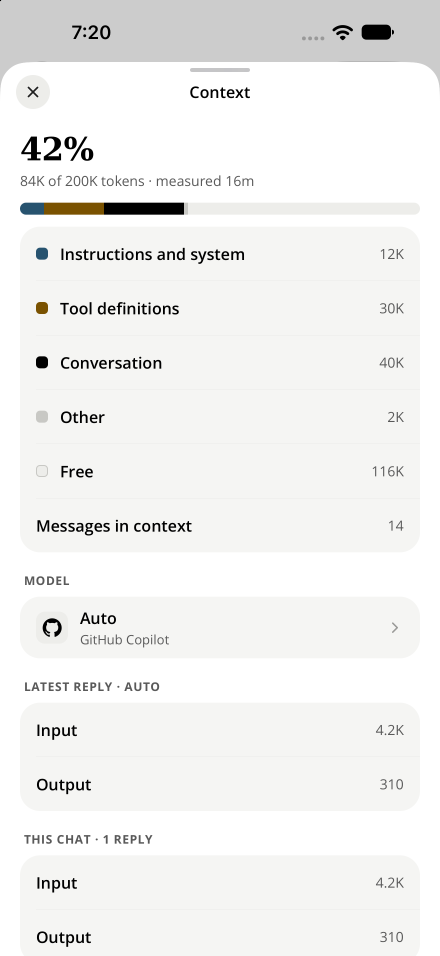 7:20
Context
42%
84K of 200K tokens · measured 16m
Instructions and system 12K
Tool definitions 30K
Conversation 40K
Other 2K
Free 116K
Messages in context 14
MODEL
Auto
GitHub Copilot
LATEST REPLY · AUTO
Input 4.2K
Output 310
THIS CHAT · 1 REPLY
Input 4.2K
Output 310